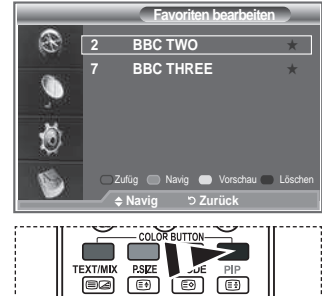 Favoriten bearbeiten
2 BBC TWO ★
7 BBC THREE ★
Zufüg Navig Vorschau Löschen
Navig Zurück
COLOR BUTTON
TEXT/MIX P.SIZE PIP